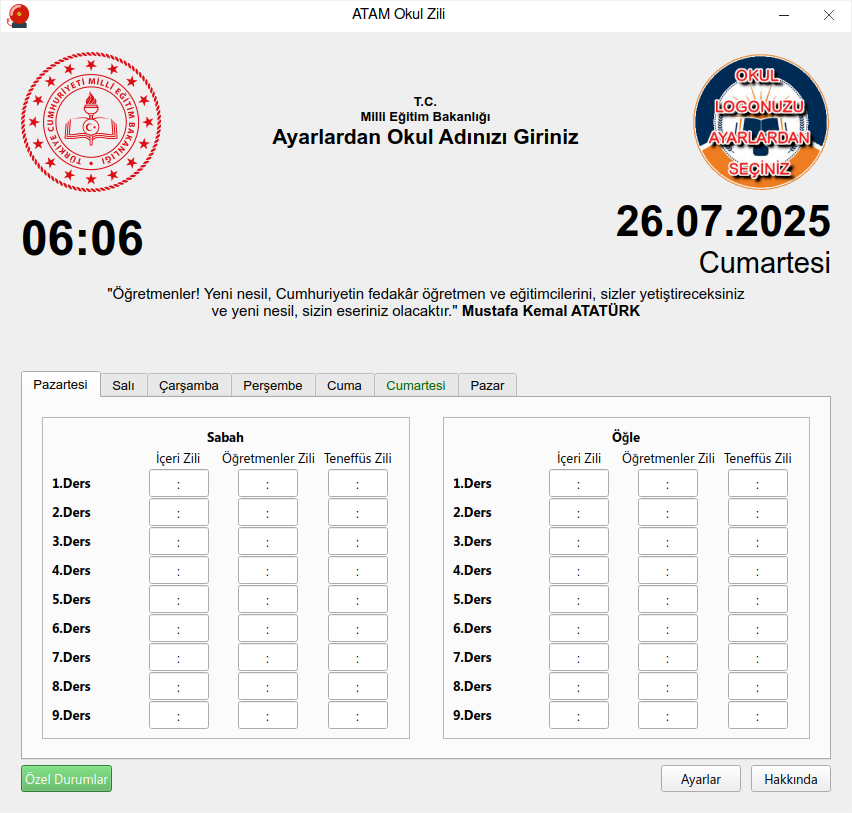 ATAM Okul Zili
TÜRKİYE CUMHURİYETİ MİLLÎ EĞİTİM BAKANLIĞI
T.C.
Milli Eğitim Bakanlığı
Ayarlardan Okul Adınızı Giriniz
OKUL
LOGONUZU
AYARLARDAN
SEÇİNİZ
06:06
26.07.2025
Cumartesi
"Öğretmenler! Yeni nesil, Cumhuriyetin fedakâr öğretmen ve eğitimcilerini, sizler yetiştireceksiniz
ve yeni nesil, sizin eseriniz olacaktır." Mustafa Kemal ATATÜRK
Pazartesi Salı Çarşamba Perşembe Cuma Cumartesi Pazar
Sabah
İçeri Zili Öğretmenler Zili Teneffüs Zili
1.Ders : : :
2.Ders : : :
3.Ders : : :
4.Ders : : :
5.Ders : : :
6.Ders : : :
7.Ders : : :
8.Ders : : :
9.Ders : : :
Öğle
İçeri Zili Öğretmenler Zili Teneffüs Zili
1.Ders : : :
2.Ders : : :
3.Ders : : :
4.Ders : : :
5.Ders : : :
6.Ders : : :
7.Ders : : :
8.Ders : : :
9.Ders : : :
Özel Durumlar
Ayarlar
Hakkında